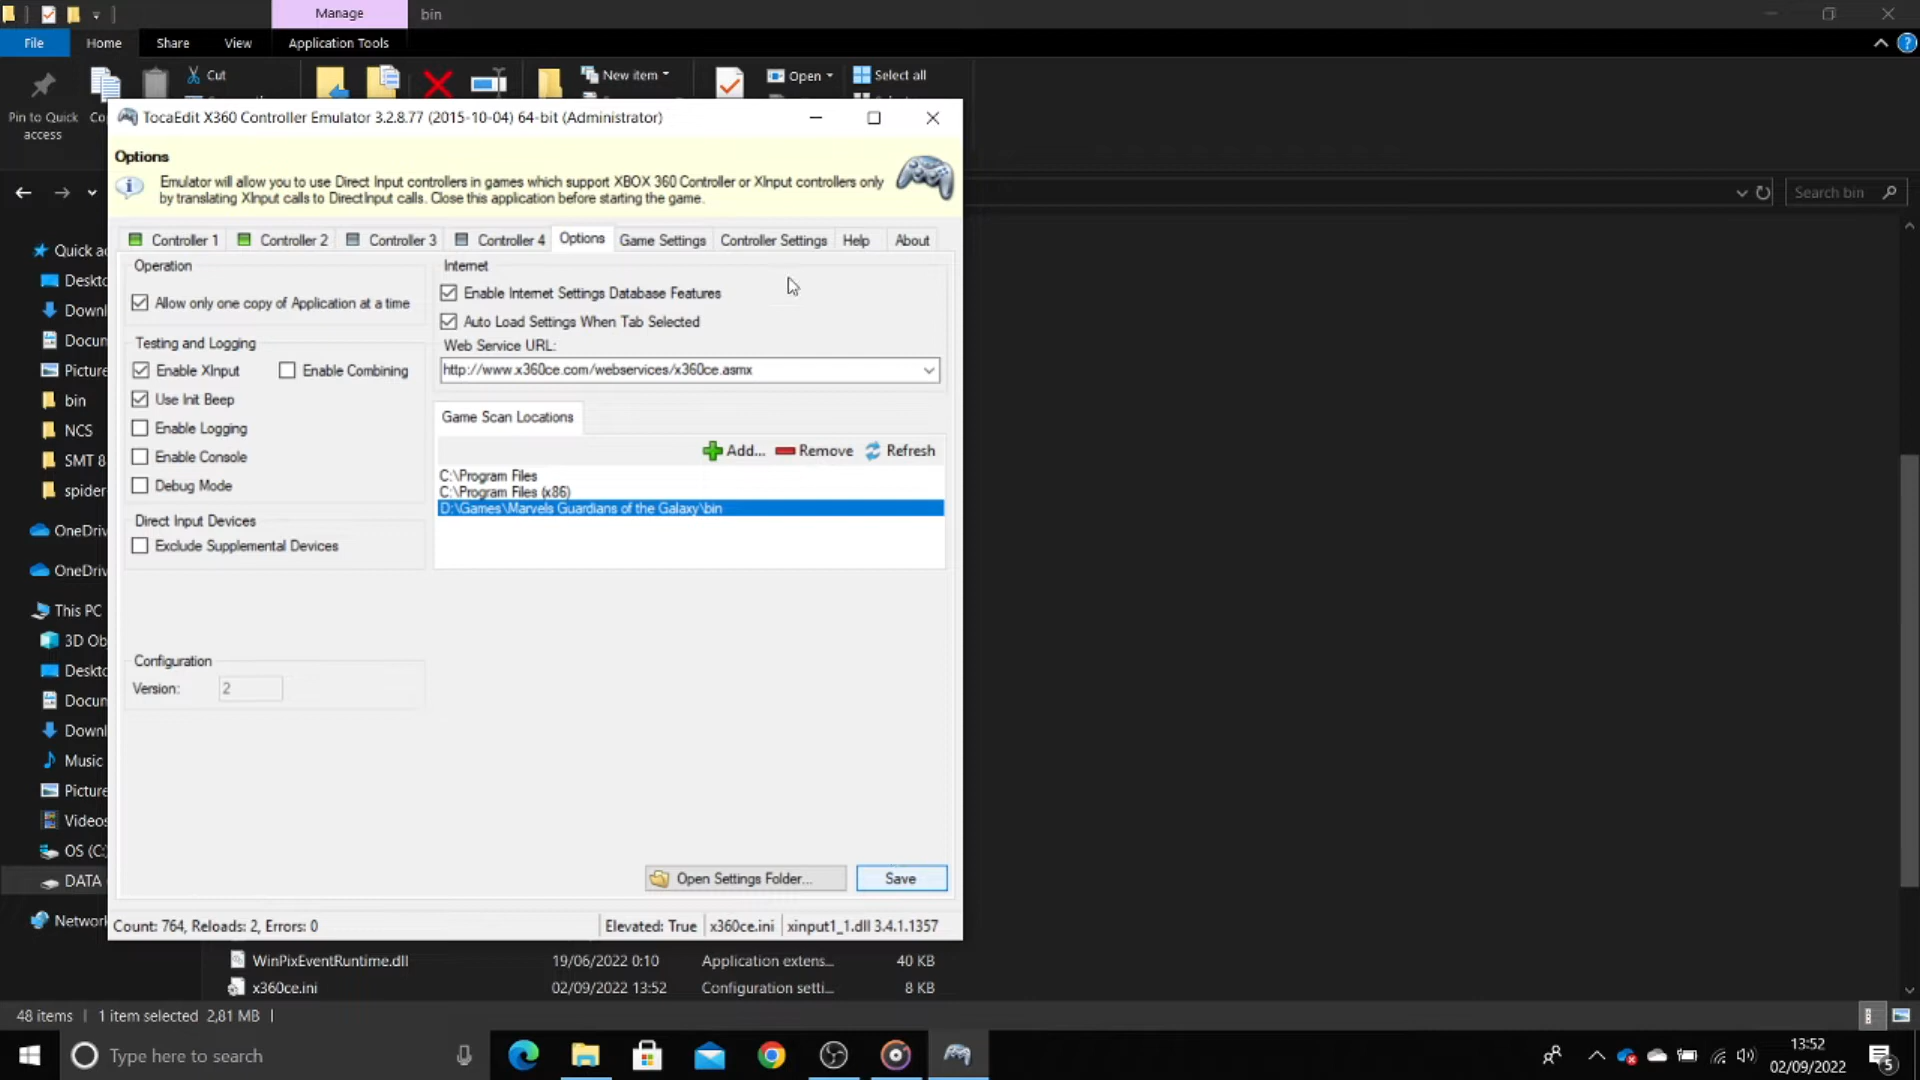 Manage
bin
File
Home
Share
View
Application Tools
Cut
New item
Open
Select all
Pin to Quick access
TocaEdit X360 Controller Emulator 3.2.8.77 (2015-10-04) 64-bit (Administrator)
Options
Emulator will allow you to use Direct Input controllers in games which support XBOX 360 Controller or XInput controllers only
by translating XInput calls to DirectInput calls. Close this application before starting the game.
Search bin
Controller 1
Controller 2
Controller 3
Controller 4
Options
Game Settings
Controller Settings
Help
About
Operation
Allow only one copy of Application at a time
Testing and Logging
Enable XInput
Enable Combining
Use Init Beep
Enable Logging
Enable Console
Debug Mode
Direct Input Devices
Exclude Supplemental Devices
Configuration
Version:
2
Internet
Enable Internet Settings Database Features
Auto Load Settings When Tab Selected
Web Service URL:
http://www.x360ce.com/webservices/x360ce.asmx
Game Scan Locations
Add...
Remove
Refresh
C:\Program Files
C:\Program Files (x86)
D:\Games\Marvels Guardians of the Galaxy\bin
Open Settings Folder...
Save
Count: 764, Reloads: 2, Errors: 0
Elevated: True
x360ce.ini
xinput1_1.dll 3.4.1.1357
Quick ac
Deskto
Downl
Docum
Picture
bin
NCS
SMT 8
spider
OneDriv
OneDriv
This PC
3D Ob
Deskto
Docum
Downl
Music
Picture
Videos
OS (C:
DATA
Network
WinPixEventRuntime.dll
19/06/2022 0:10
Application extens...
40 KB
x360ce.ini
02/09/2022 13:52
Configuration setti...
8 KB
48 items
1 item selected 2,81 MB
Type here to search
13:52
02/09/2022
5